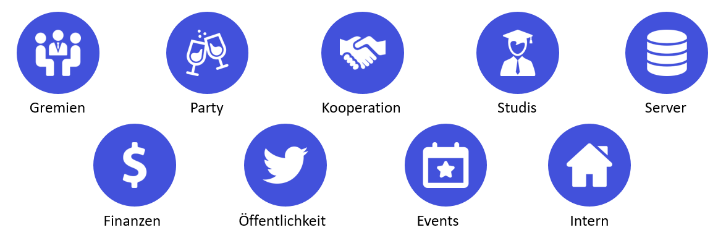 Gremien Party Kooperation Studis Server
Finanzen Öffentlichkeit Events Intern